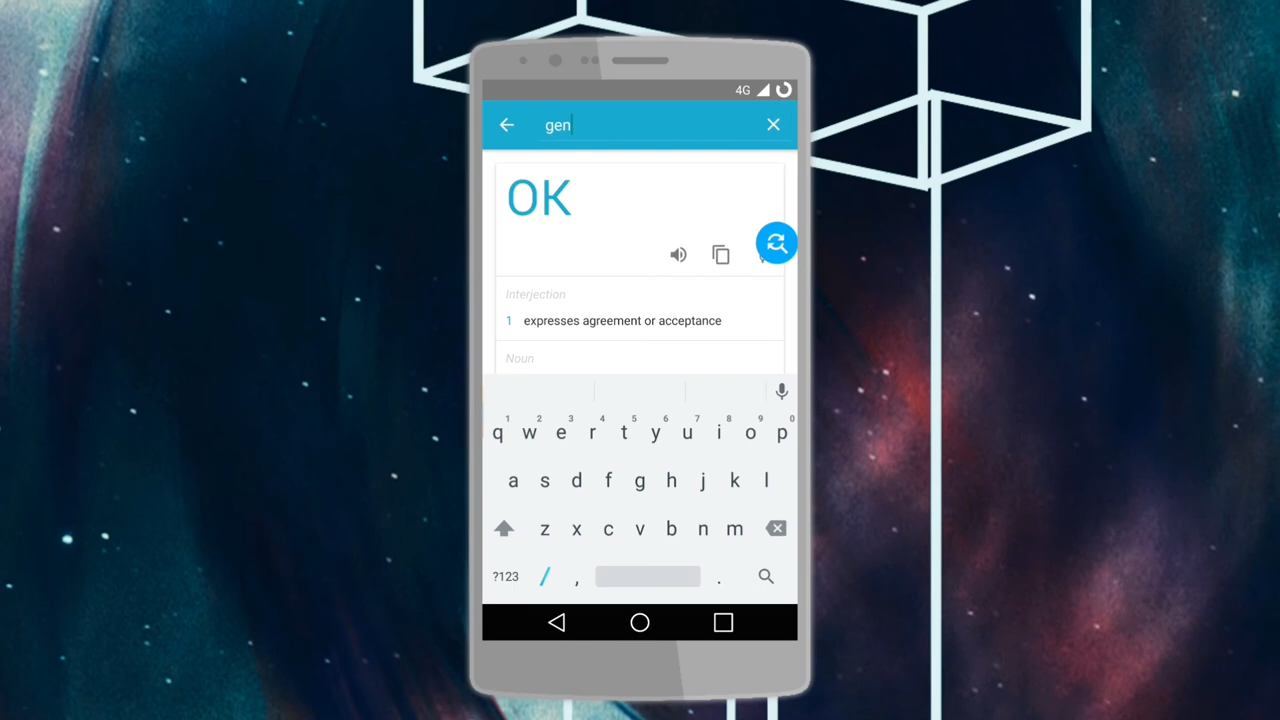 4G
gen
OK
Interjection
1 expresses agreement or acceptance
Noun
1 2 3 4 5 6 7 8 9 0
q w e r t y u i o p
a s d f g h j k l
z x c v b n m
?123 / , .